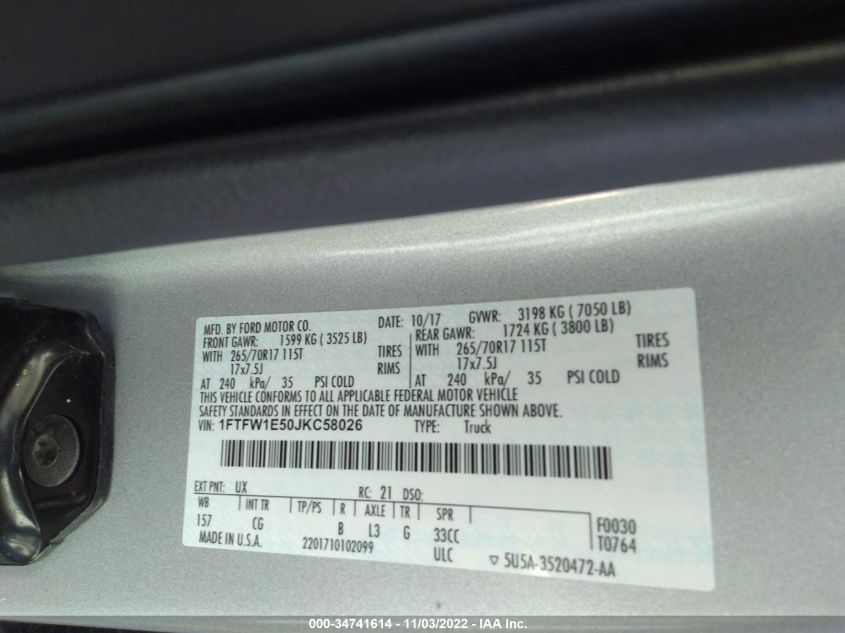 MFD. BY FORD MOTOR CO.
DATE: 10/17 GVWR: 3198 KG ( 7050 LB)
FRONT GAWR: 1599 KG ( 3525 LB)
REAR GAWR: 1724 KG ( 3800 LB)
WITH 265/70R17 115T TIRES
WITH 265/70R17 115T TIRES
17x7.5J RIMS
17x7.5J RIMS
AT 240 kPa/ 35 PSI COLD
AT 240 kPa/ 35 PSI COLD
THIS VEHICLE CONFORMS TO ALL APPLICABLE FEDERAL MOTOR VEHICLE
SAFETY STANDARDS IN EFFECT ON THE DATE OF MANUFACTURE SHOWN ABOVE.
VIN: 1FTFW1E50JKC58026 TYPE: Truck
EXT PNT: UX RC: 21 DSO:
WB INT TR TP/PS R AXLE TR SPR
157 CG B L3 G 33CC F0030
MADE IN U.S.A. 2201710102099 ULC T0764
▽ 5U5A-3520472-AA
000-34741614 - 11/03/2022 - IAA Inc.